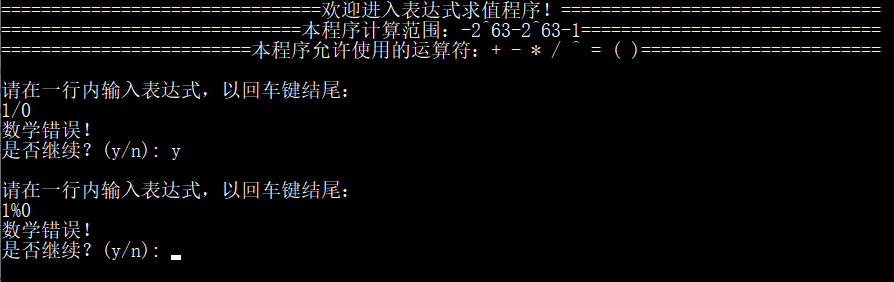 ================================欢迎进入表达式求值程序！================================
==============================本程序计算范围：-2^63-2^63-1==============================
=========================本程序允许使用的运算符：+ - * / ^ = ( )========================
请在一行内输入表达式，以回车键结尾：
1/0
数学错误！
是否继续？(y/n): y
请在一行内输入表达式，以回车键结尾：
1%0
数学错误！
是否继续？(y/n):